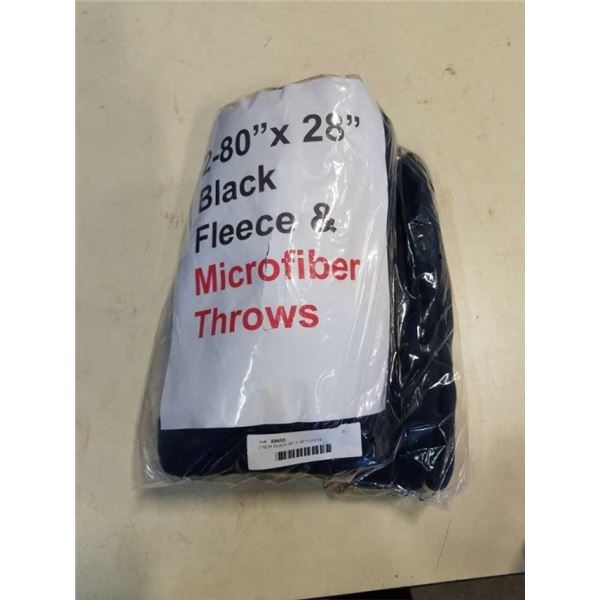 2-80”x 28”
Black
Fleece &
Microfiber
Throws